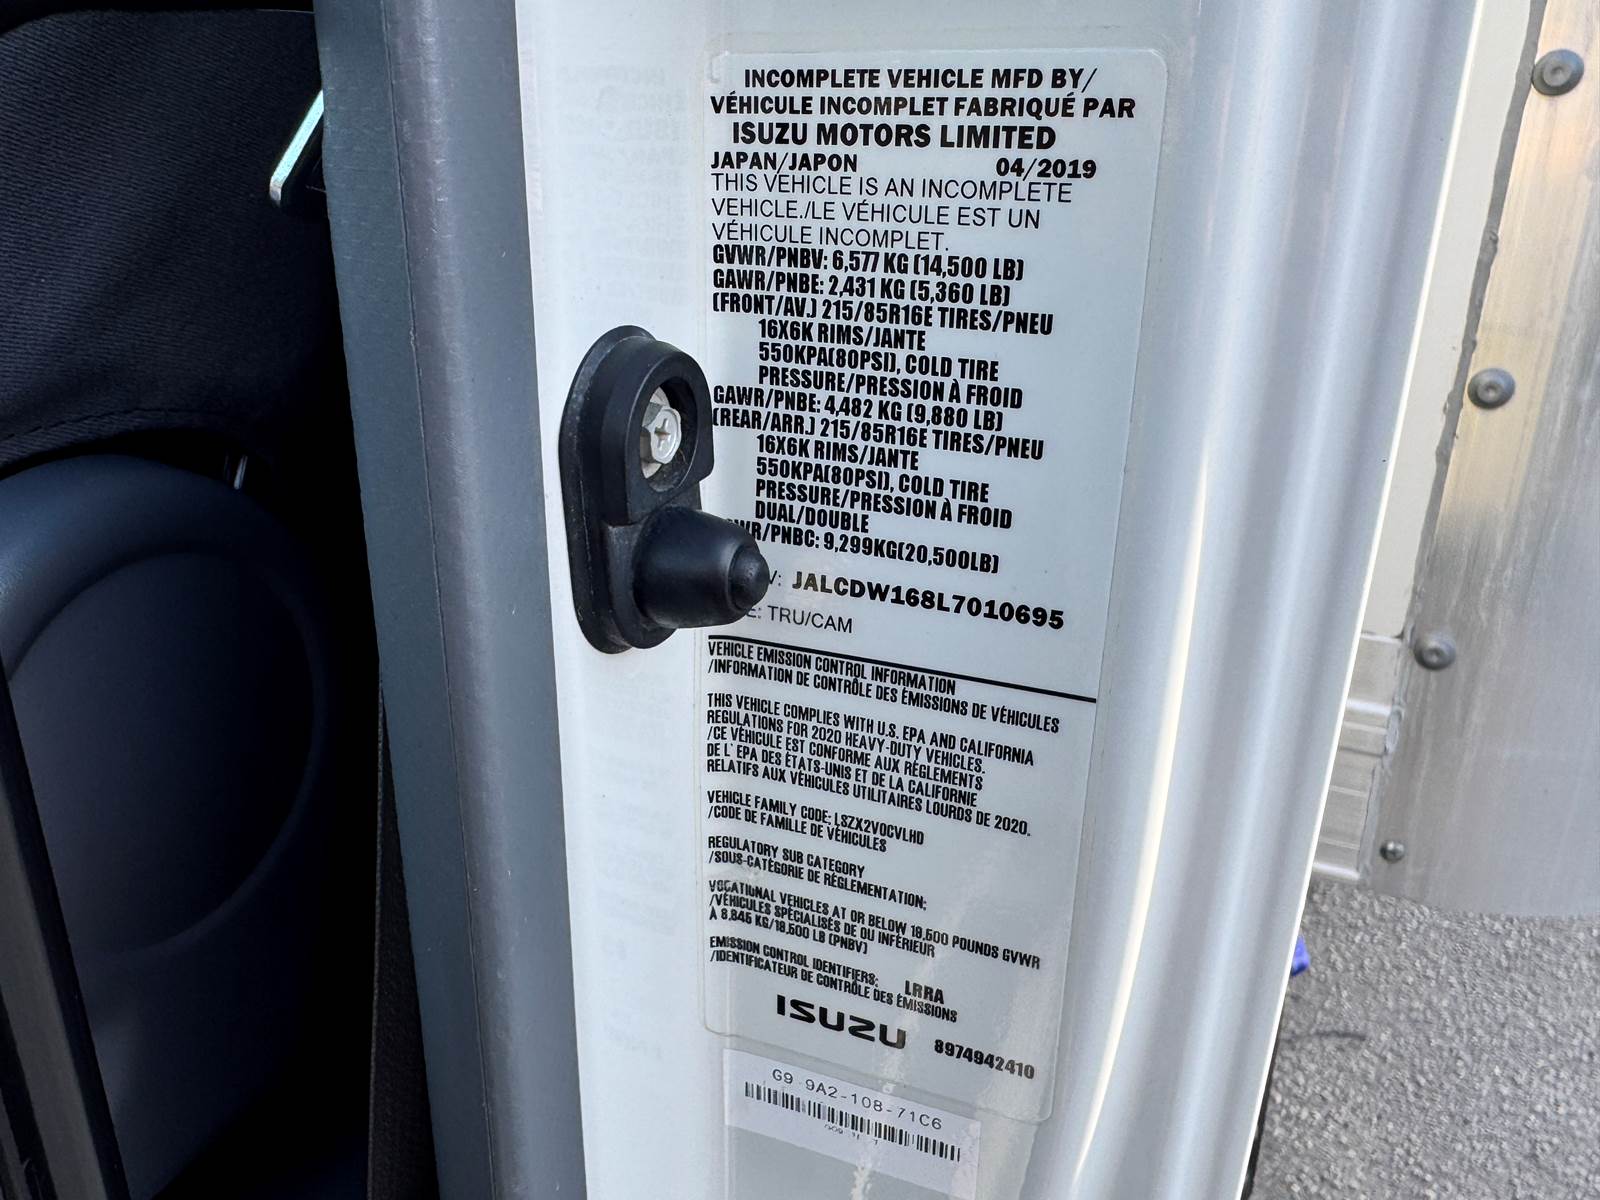 INCOMPLETE VEHICLE MFD BY/
VÉHICULE INCOMPLET FABRIQUÉ PAR
ISUZU MOTORS LIMITED
JAPAN/JAPON 04/2019
THIS VEHICLE IS AN INCOMPLETE
VEHICLE./LE VÉHICULE EST UN
VÉHICULE INCOMPLET.
GVWR/PNBV: 6,577 KG (14,500 LB)
GAWR/PNBE: 2,431 KG (5,360 LB)
(FRONT/AV.) 215/85R16E TIRES/PNEU
16X6K RIMS/JANTE
550KPA(80PSI), COLD TIRE
PRESSURE/PRESSION À FROID
GAWR/PNBE: 4,482 KG (9,880 LB)
(REAR/ARR.) 215/85R16E TIRES/PNEU
16X6K RIMS/JANTE
550KPA(80PSI), COLD TIRE
PRESSURE/PRESSION À FROID
DUAL/DOUBLE
WR/PNBC: 9,299KG(20,500LB)
V: JALCDW168L7010695
E: TRU/CAM
VEHICLE EMISSION CONTROL INFORMATION
/INFORMATION DE CONTRÔLE DES ÉMISSIONS DE VÉHICULES
THIS VEHICLE COMPLIES WITH U.S. EPA AND CALIFORNIA
REGULATIONS FOR 2020 HEAVY-DUTY VEHICLES.
/CE VÉHICULE EST CONFORME AUX RÉGLEMENTS
DE L' EPA DES ÉTATS-UNIS ET DE LA CALIFORNIE
RELATIFS AUX VÉHICULES UTILITAIRES LOURDS DE 2020.
VEHICLE FAMILY CODE: LSZX2VOCVLHD
/CODE DE FAMILLE DE VÉHICULES
REGULATORY SUB CATEGORY
/SOUS-CATÉGORIE DE RÉGLEMENTATION:
VOCATIONAL VEHICLES AT OR BELOW 19,500 POUNDS GVWR
/VÉHICULES SPÉCIALISÉS DE OU INFÉRIEUR
À 8,845 KG/19,500 LB (PNBV)
EMISSION CONTROL IDENTIFIERS: LRRA
/IDENTIFICATEUR DE CONTRÔLE DES ÉMISSIONS
ISUZU 8974942410
G9 9A2-108-71C6